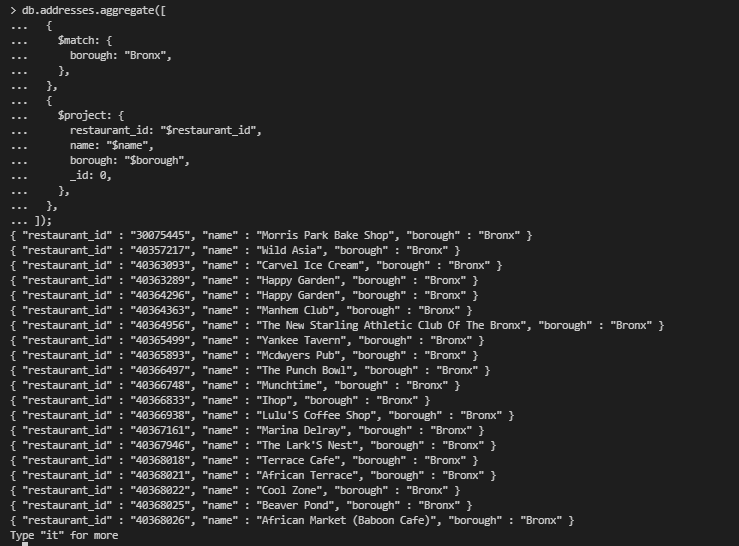 > db.addresses.aggregate([
...   {
...     $match: {
...       borough: "Bronx",
...     },
...   },
...   {
...     $project: {
...       restaurant_id: "$restaurant_id",
...       name: "$name",
...       borough: "$borough",
...       _id: 0,
...     },
...   },
... ]);
{ "restaurant_id" : "30075445", "name" : "Morris Park Bake Shop", "borough" : "Bronx" }
{ "restaurant_id" : "40357217", "name" : "Wild Asia", "borough" : "Bronx" }
{ "restaurant_id" : "40363093", "name" : "Carvel Ice Cream", "borough" : "Bronx" }
{ "restaurant_id" : "40363289", "name" : "Happy Garden", "borough" : "Bronx" }
{ "restaurant_id" : "40364296", "name" : "Happy Garden", "borough" : "Bronx" }
{ "restaurant_id" : "40364363", "name" : "Manhem Club", "borough" : "Bronx" }
{ "restaurant_id" : "40364956", "name" : "The New Starling Athletic Club Of The Bronx", "borough" : "Bronx" }
{ "restaurant_id" : "40365499", "name" : "Yankee Tavern", "borough" : "Bronx" }
{ "restaurant_id" : "40365893", "name" : "Mcdwyers Pub", "borough" : "Bronx" }
{ "restaurant_id" : "40366497", "name" : "The Punch Bowl", "borough" : "Bronx" }
{ "restaurant_id" : "40366748", "name" : "Munchtime", "borough" : "Bronx" }
{ "restaurant_id" : "40366833", "name" : "Ihop", "borough" : "Bronx" }
{ "restaurant_id" : "40366938", "name" : "Lulu'S Coffee Shop", "borough" : "Bronx" }
{ "restaurant_id" : "40367161", "name" : "Marina Delray", "borough" : "Bronx" }
{ "restaurant_id" : "40367946", "name" : "The Lark'S Nest", "borough" : "Bronx" }
{ "restaurant_id" : "40368018", "name" : "Terrace Cafe", "borough" : "Bronx" }
{ "restaurant_id" : "40368021", "name" : "African Terrace", "borough" : "Bronx" }
{ "restaurant_id" : "40368022", "name" : "Cool Zone", "borough" : "Bronx" }
{ "restaurant_id" : "40368025", "name" : "Beaver Pond", "borough" : "Bronx" }
{ "restaurant_id" : "40368026", "name" : "African Market (Baboon Cafe)", "borough" : "Bronx" }
Type "it" for more